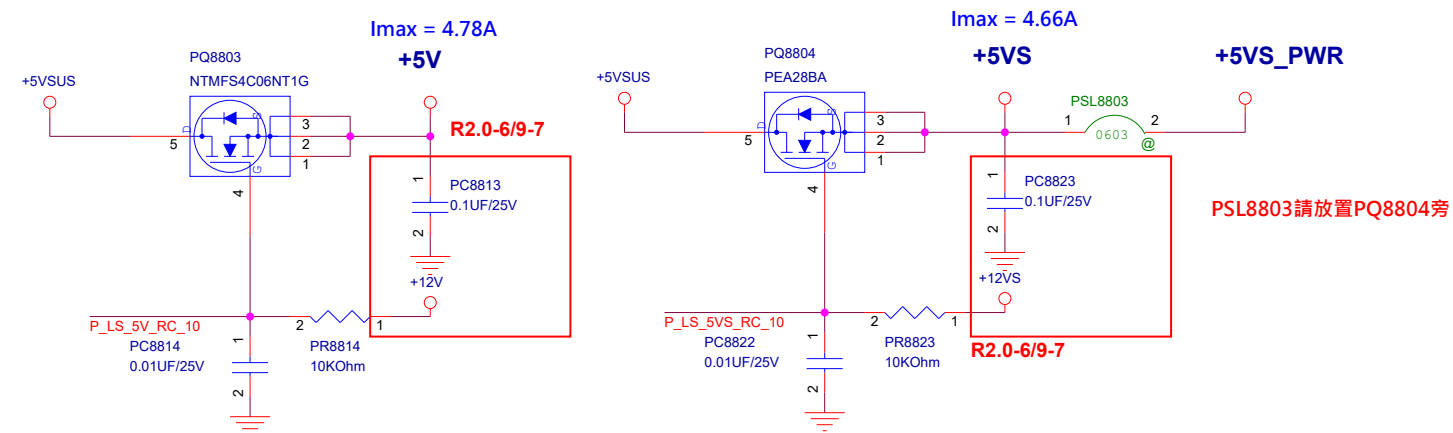 Imax = 4.78A
+5V
PQ8803
NTMFS4C06NT1G
+5VSUS
D
S
G
5
3
2
1
4
R2.0-6/9-7
1
PC8813
0.1UF/25V
2
+12V
P_LS_5V_RC_10
2
1
PC8814
0.01UF/25V
1
2
PR8814
10KOhm
Imax = 4.66A
+5VS
+5VS_PWR
PQ8804
PEA28BA
+5VSUS
D
S
G
5
3
2
1
4
PSL8803
1
2
0603
@
1
PC8823
0.1UF/25V
2
PSL8803請放置PQ8804旁
+12VS
P_LS_5VS_RC_10
2
1
PC8822
0.01UF/25V
1
2
PR8823
10KOhm
R2.0-6/9-7